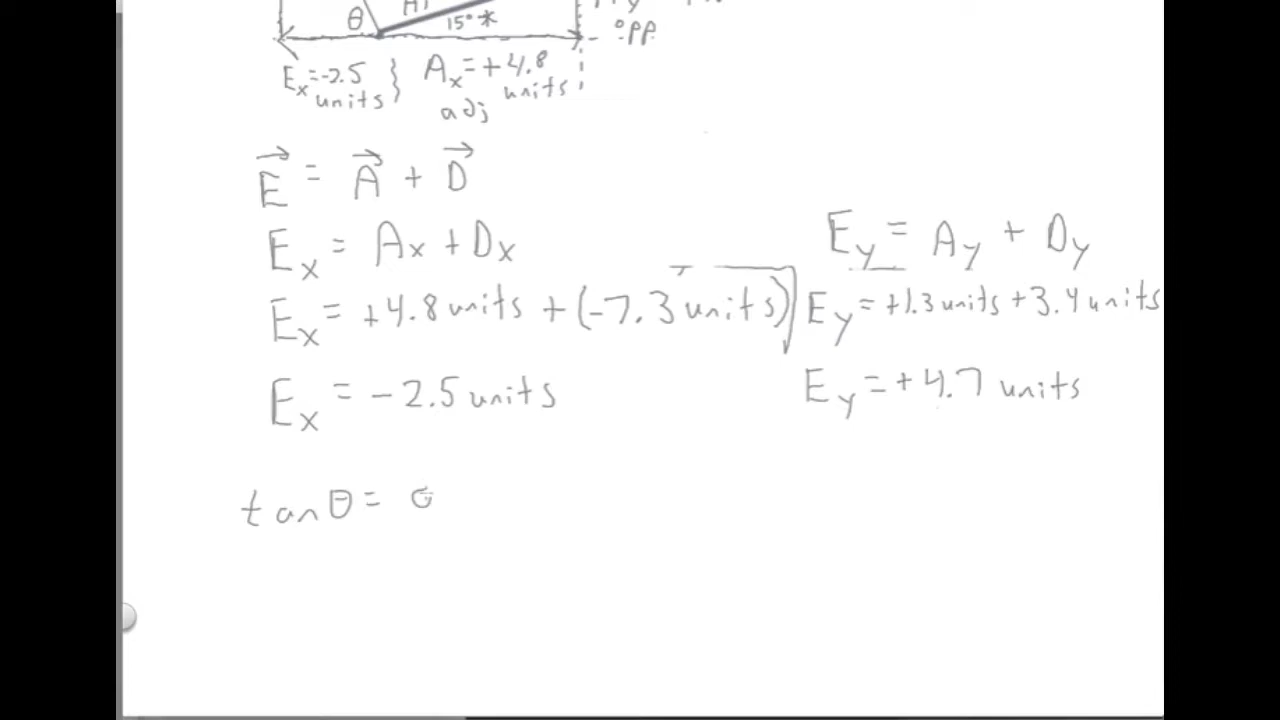 θ 15° *
opp
Ex = -2.5 units } Ax = +4.8 units
adj
E⃗ = A⃗ + D⃗
Ex = Ax + Dx
Ey = Ay + Dy
Ex = +4.8 units + (-7.3 units)
Ey = +1.3 units + 3.4 units
Ex = -2.5 units
Ey = +4.7 units
tan θ =